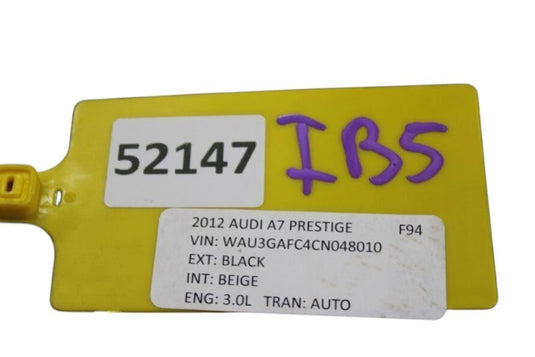 52147 IB5
2012 AUDI A7 PRESTIGE F94
VIN: WAU3GAFC4CN048010
EXT: BLACK
INT: BEIGE
ENG: 3.0L TRAN: AUTO